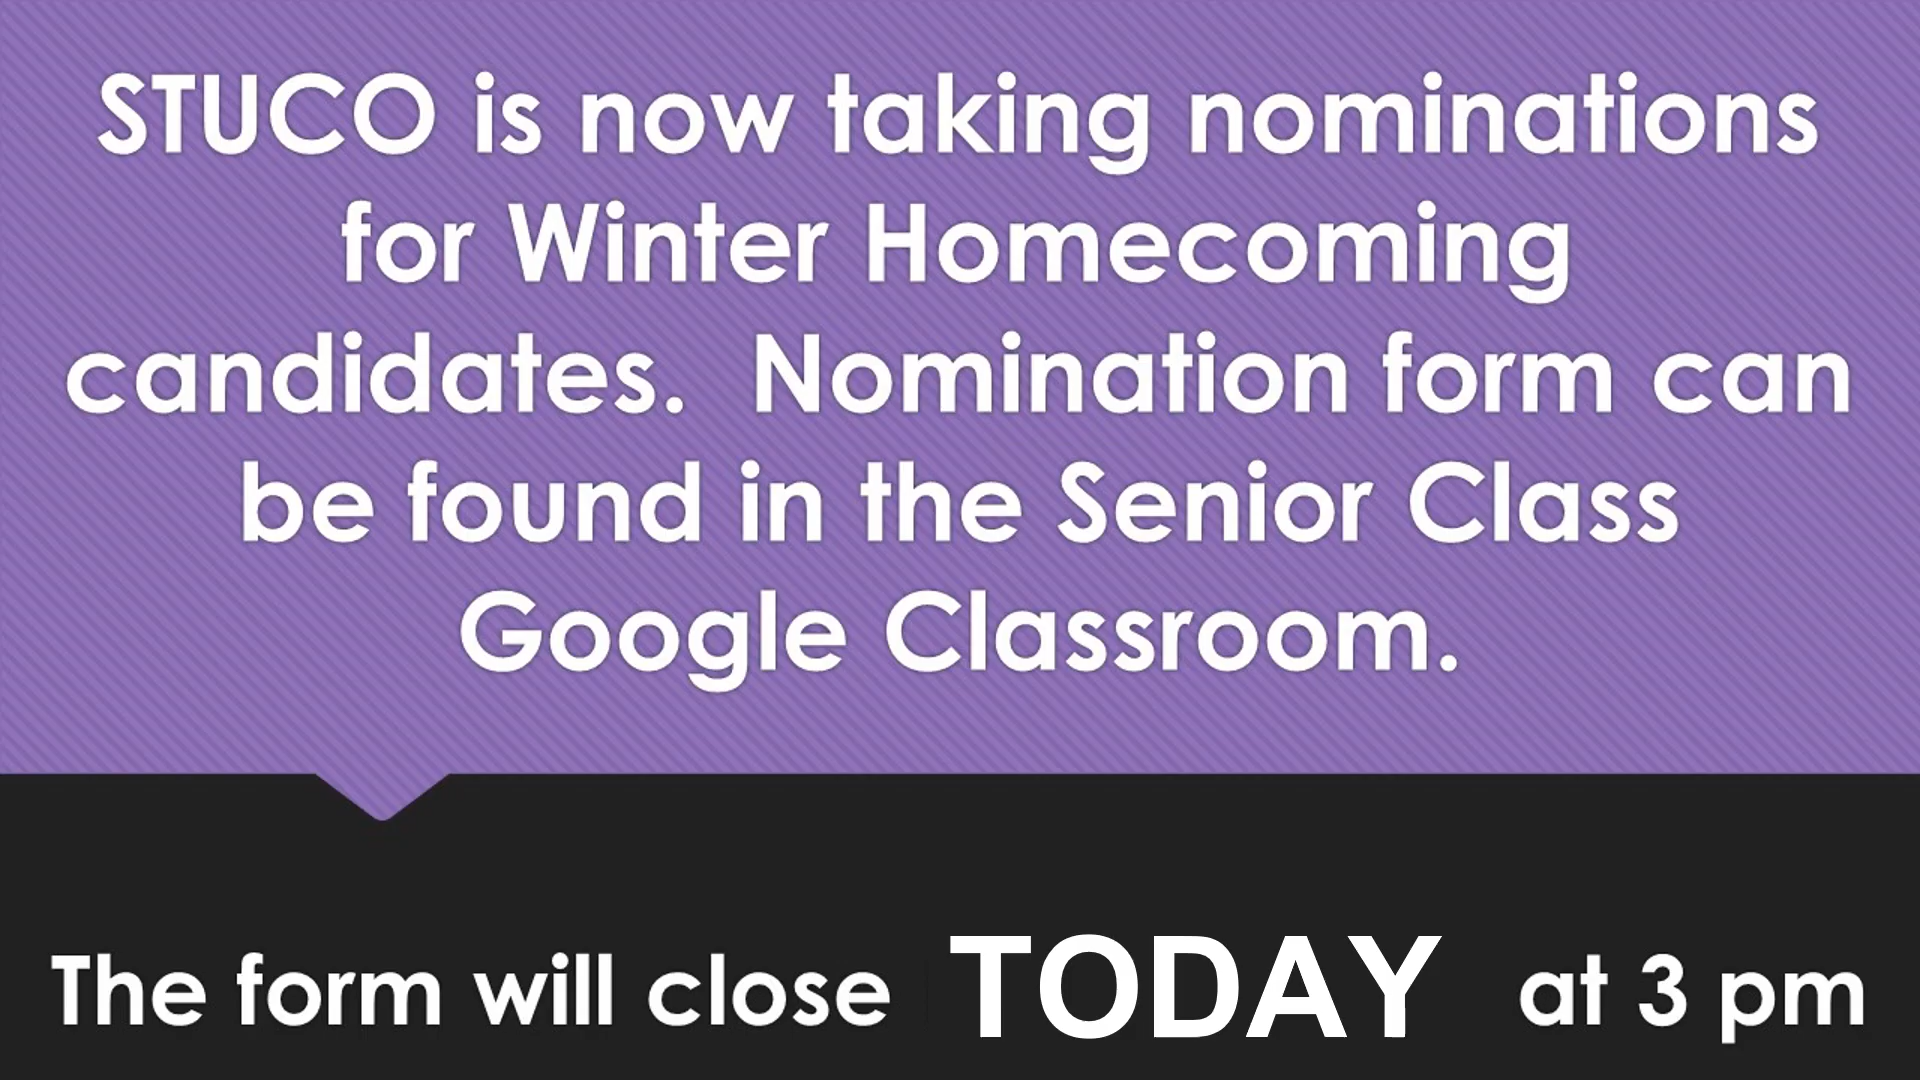 STUCO is now taking nominations
for Winter Homecoming
candidates.  Nomination form can
be found in the Senior Class
Google Classroom.
The form will close TODAY at 3 pm